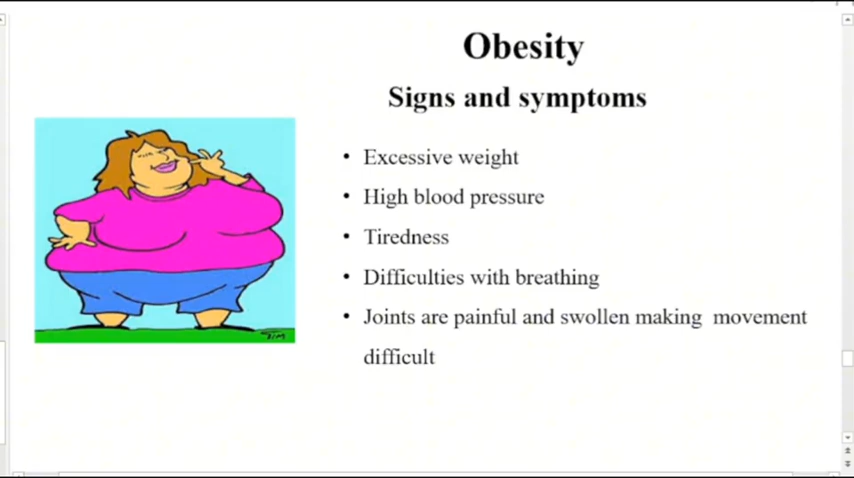 Obesity
Signs and symptoms
• Excessive weight
• High blood pressure
• Tiredness
• Difficulties with breathing
• Joints are painful and swollen making movement
difficult